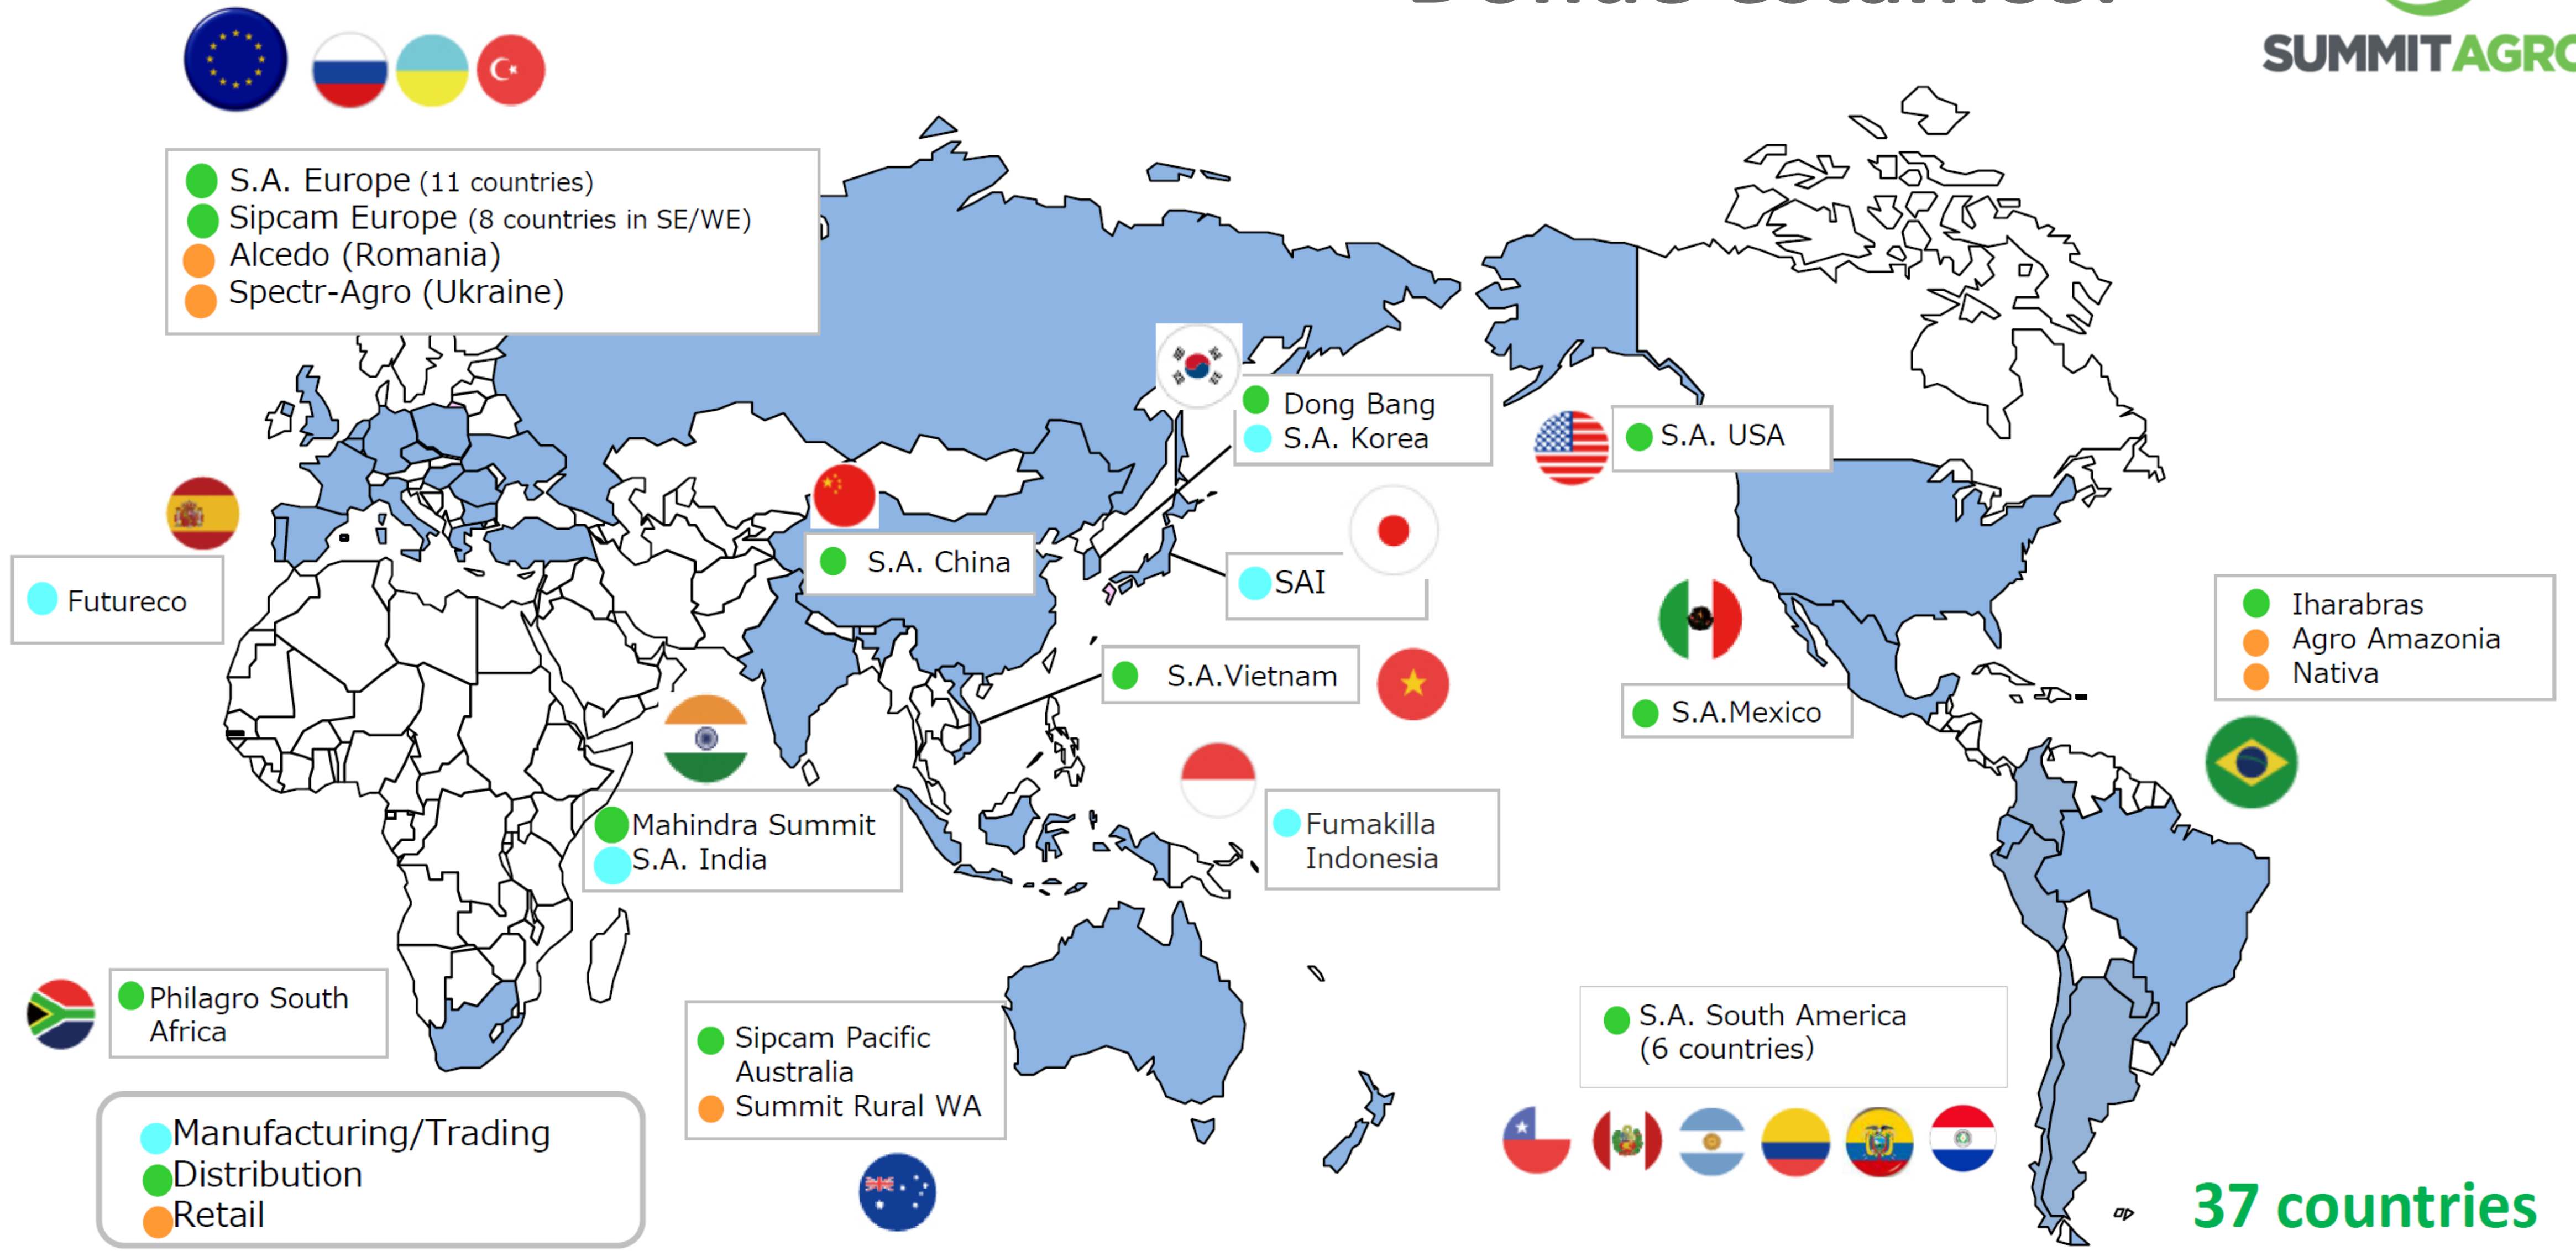 SUMMIT AGRO
S.A. Europe (11 countries)
Sipcam Europe (8 countries in SE/WE)
Alcedo (Romania)
Spectr-Agro (Ukraine)
Dong Bang
S.A. Korea
S.A. USA
S.A. China
SAI
Futureco
Iharabras
Agro Amazonia
Nativa
S.A.Vietnam
S.A.Mexico
Mahindra Summit
S.A. India
Fumakilla
Indonesia
Philagro South
Africa
Sipcam Pacific
Australia
Summit Rural WA
S.A. South America
(6 countries)
Manufacturing/Trading
Distribution
Retail
37 countries